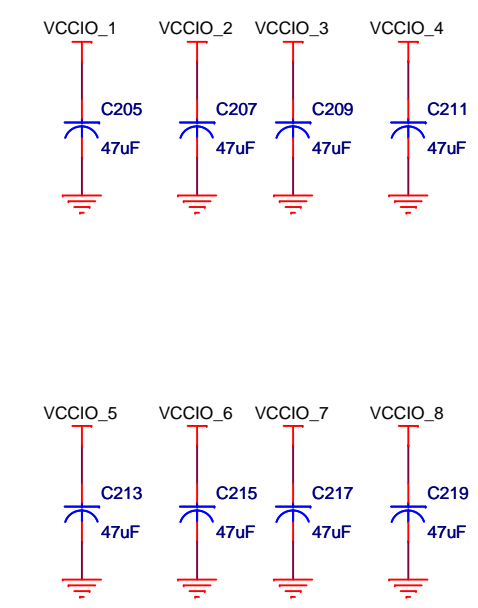 VCCIO_1 VCCIO_2 VCCIO_3 VCCIO_4
C205 C207 C209 C211
47uF 47uF 47uF 47uF
VCCIO_5 VCCIO_6 VCCIO_7 VCCIO_8
C213 C215 C217 C219
47uF 47uF 47uF 47uF